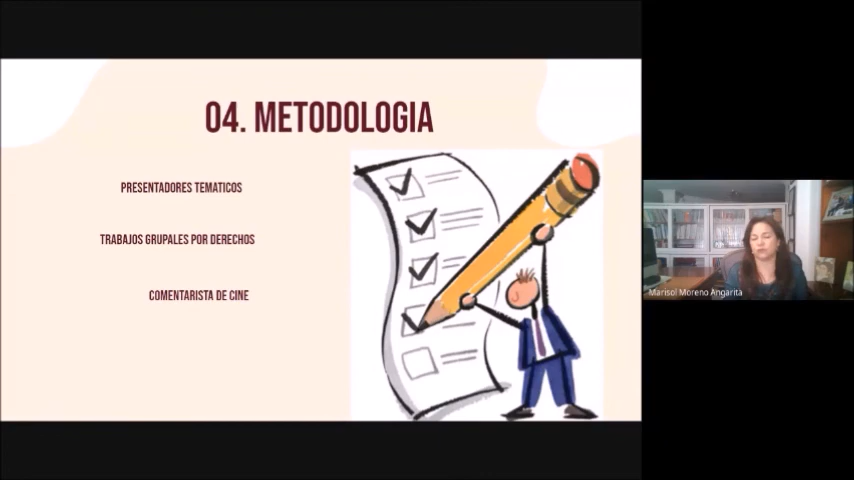 04. METODOLOGIA
PRESENTADORES TEMATICOS
TRABAJOS GRUPALES POR DERECHOS
COMENTARISTA DE CINE
Marisol Moreno Angarita